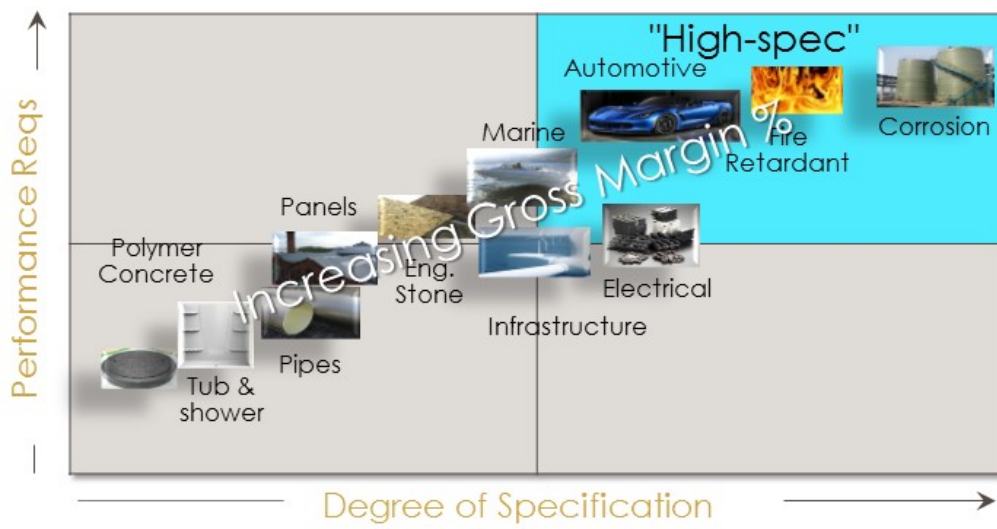 "High-spec"
Automotive
Fire
Retardant
Corrosion
Marine
Panels
Polymer
Concrete
Increasing Gross Margin %
Eng.
Stone
Electrical
Infrastructure
Pipes
Tub &
shower
Performance Reqs
Degree of Specification